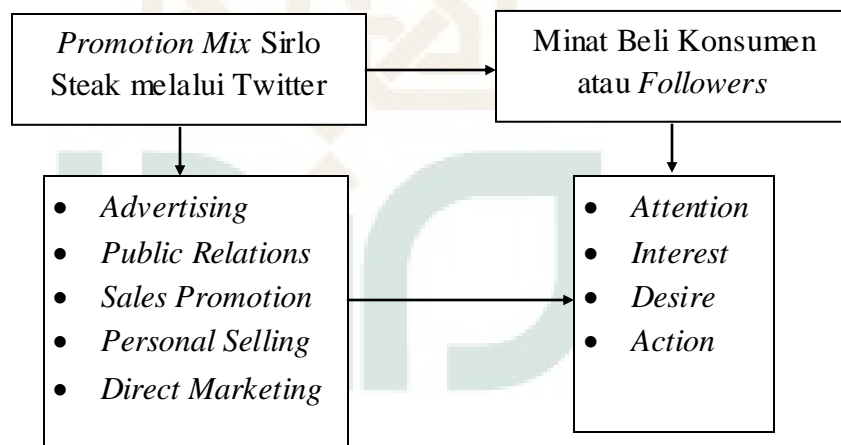 Promotion Mix Sirlo
Steak melalui Twitter
Minat Beli Konsumen
atau Followers
• Advertising
• Public Relations
• Sales Promotion
• Personal Selling
• Direct Marketing
• Attention
• Interest
• Desire
• Action